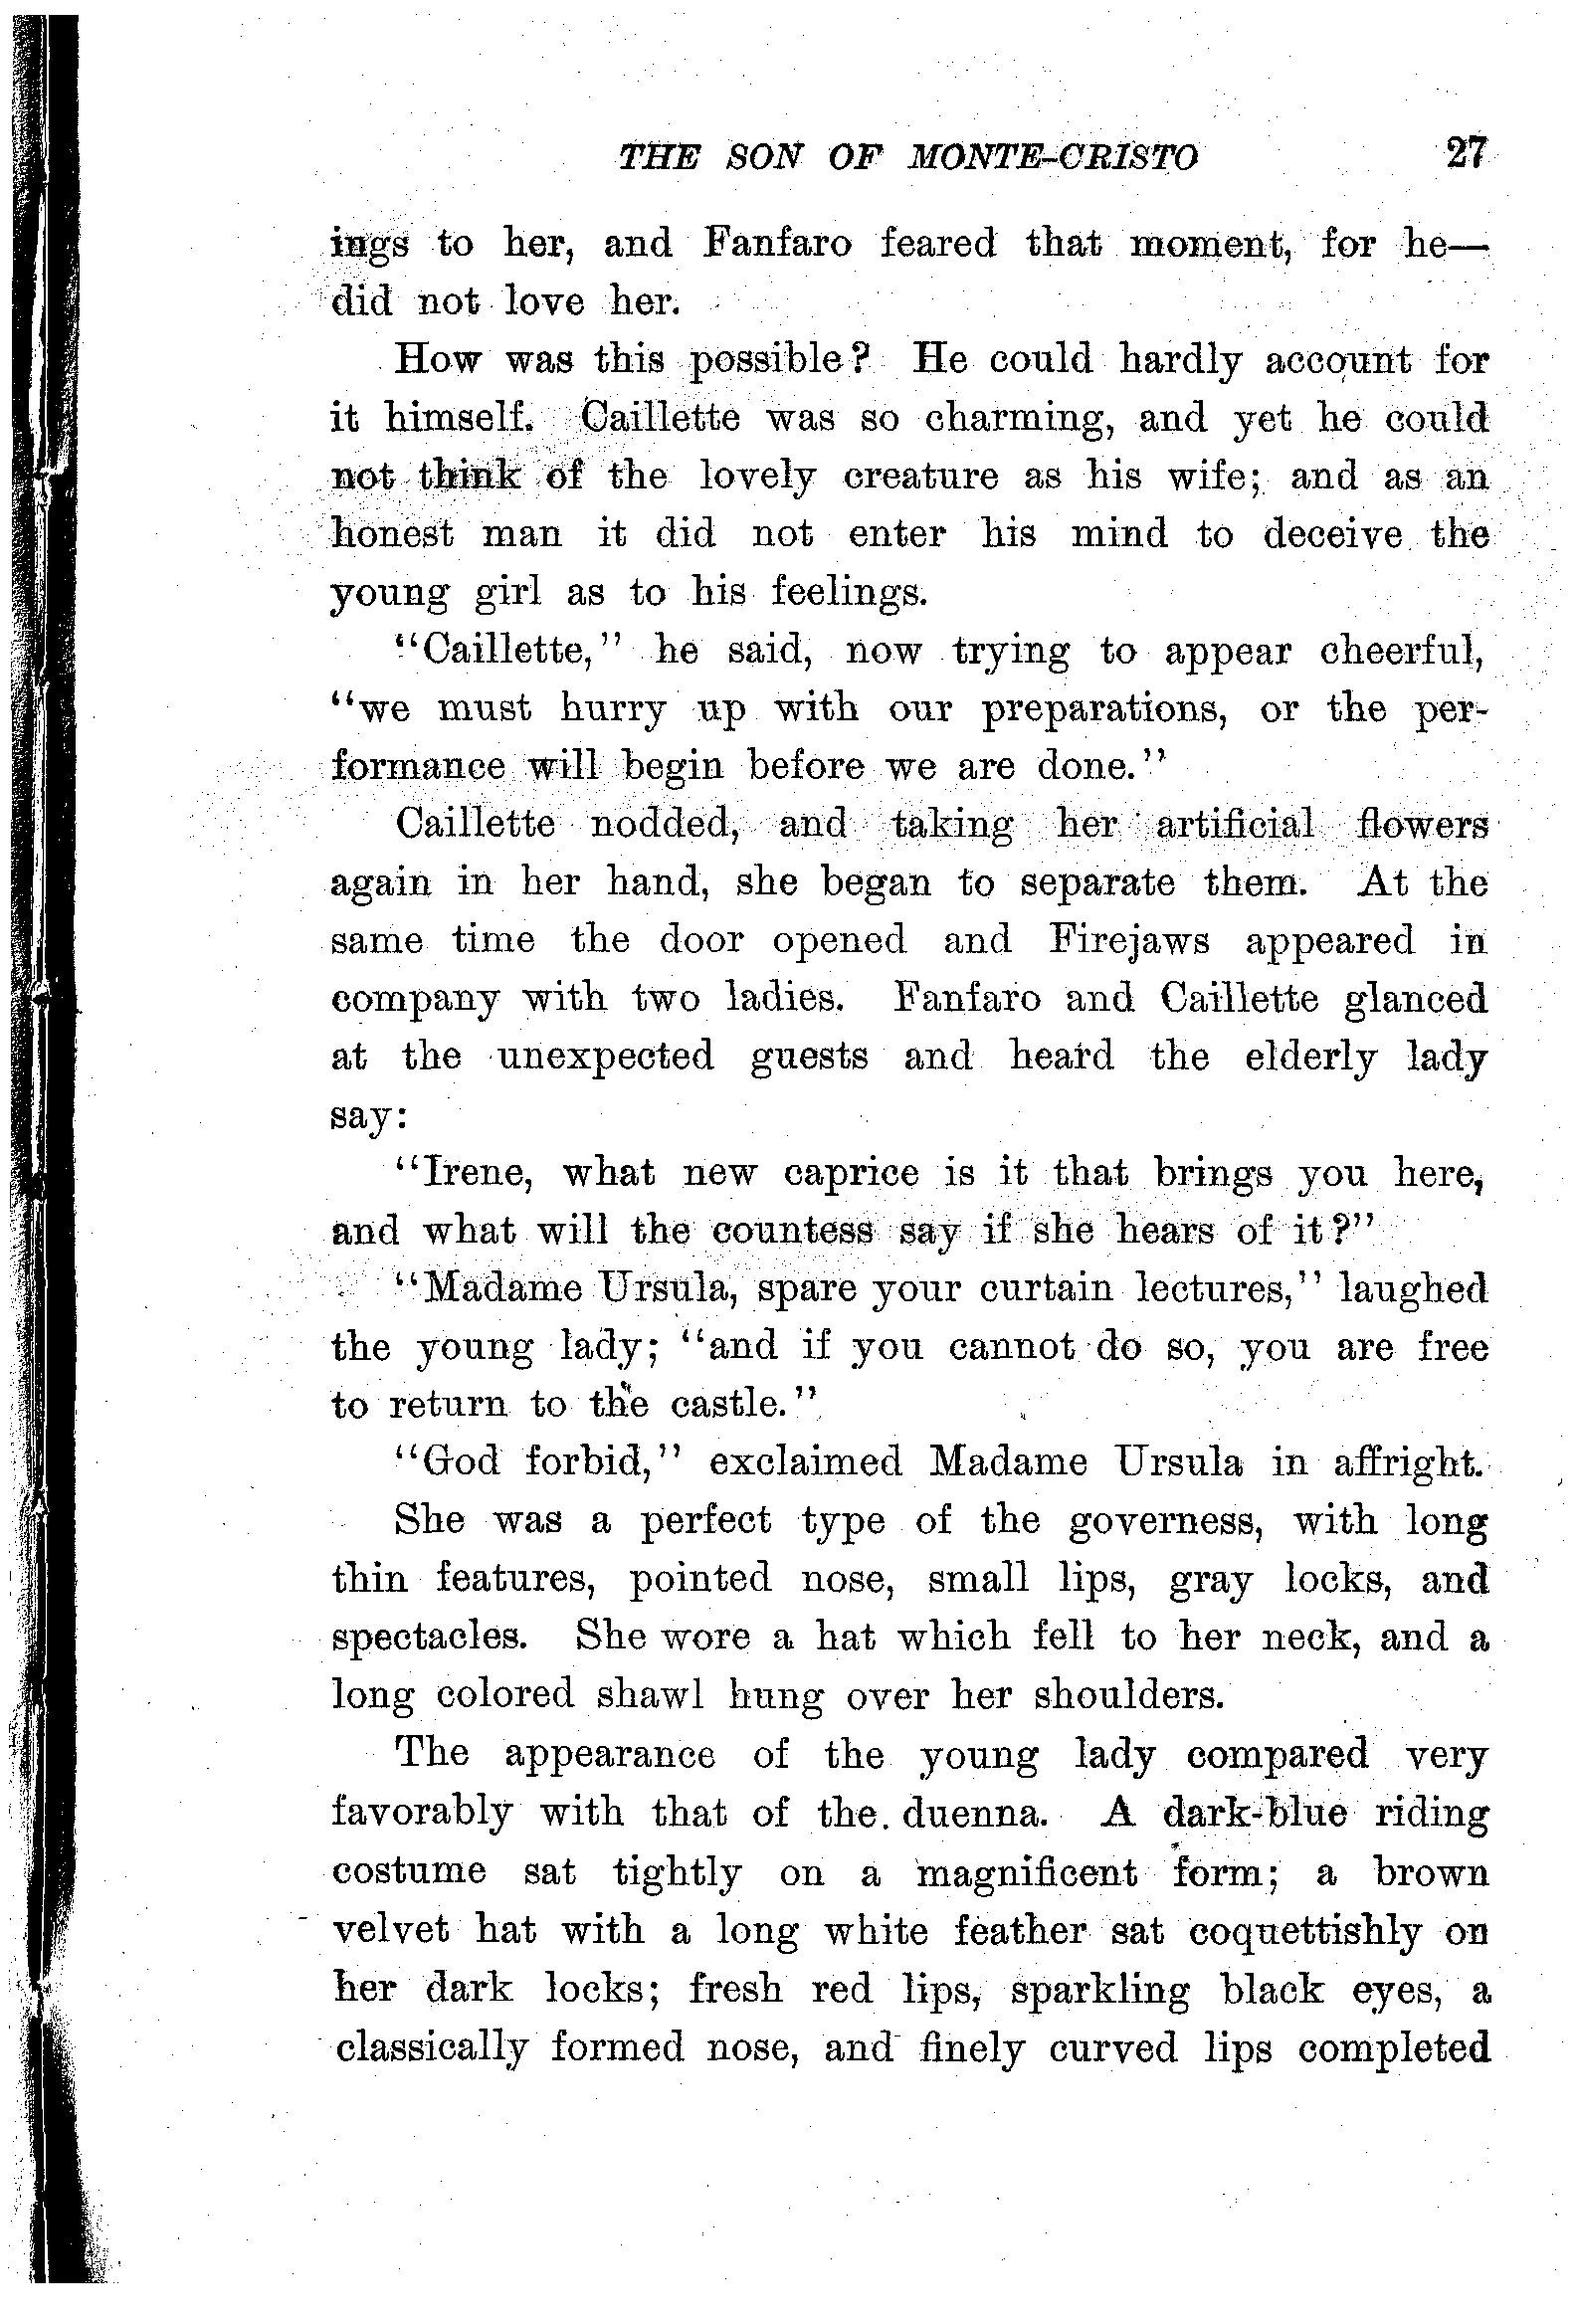 THE SON OF MONTE-CRISTO 27
ings to her, and Fanfaro feared that moment, for he—
did not love her.
How was this possible? He could hardly account for
it himself. Caillette was so charming, and yet he could
not think of the lovely creature as his wife; and as an
honest man it did not enter his mind to deceive the
young girl as to his feelings.
"Caillette," he said, now trying to appear cheerful,
"we must hurry up with our preparations, or the per-
formance will begin before we are done."
Caillette nodded, and taking her artificial flowers
again in her hand, she began to separate them. At the
same time the door opened and Firejaws appeared in
company with two ladies. Fanfaro and Caillette glanced
at the unexpected guests and heard the elderly lady
say:
"Irene, what new caprice is it that brings you here,
and what will the countess say if she hears of it?"
"Madame Ursula, spare your curtain lectures," laughed
the young lady; "and if you cannot do so, you are free
to return to the castle."
"God forbid," exclaimed Madame Ursula in affright.
She was a perfect type of the governess, with long
thin features, pointed nose, small lips, gray locks, and
spectacles. She wore a hat which fell to her neck, and a
long colored shawl hung over her shoulders.
The appearance of the young lady compared very
favorably with that of the duenna. A dark-blue riding
costume sat tightly on a magnificent form; a brown
velvet hat with a long white feather sat coquettishly on
her dark locks; fresh red lips, sparkling black eyes, a
classically formed nose, and finely curved lips completed